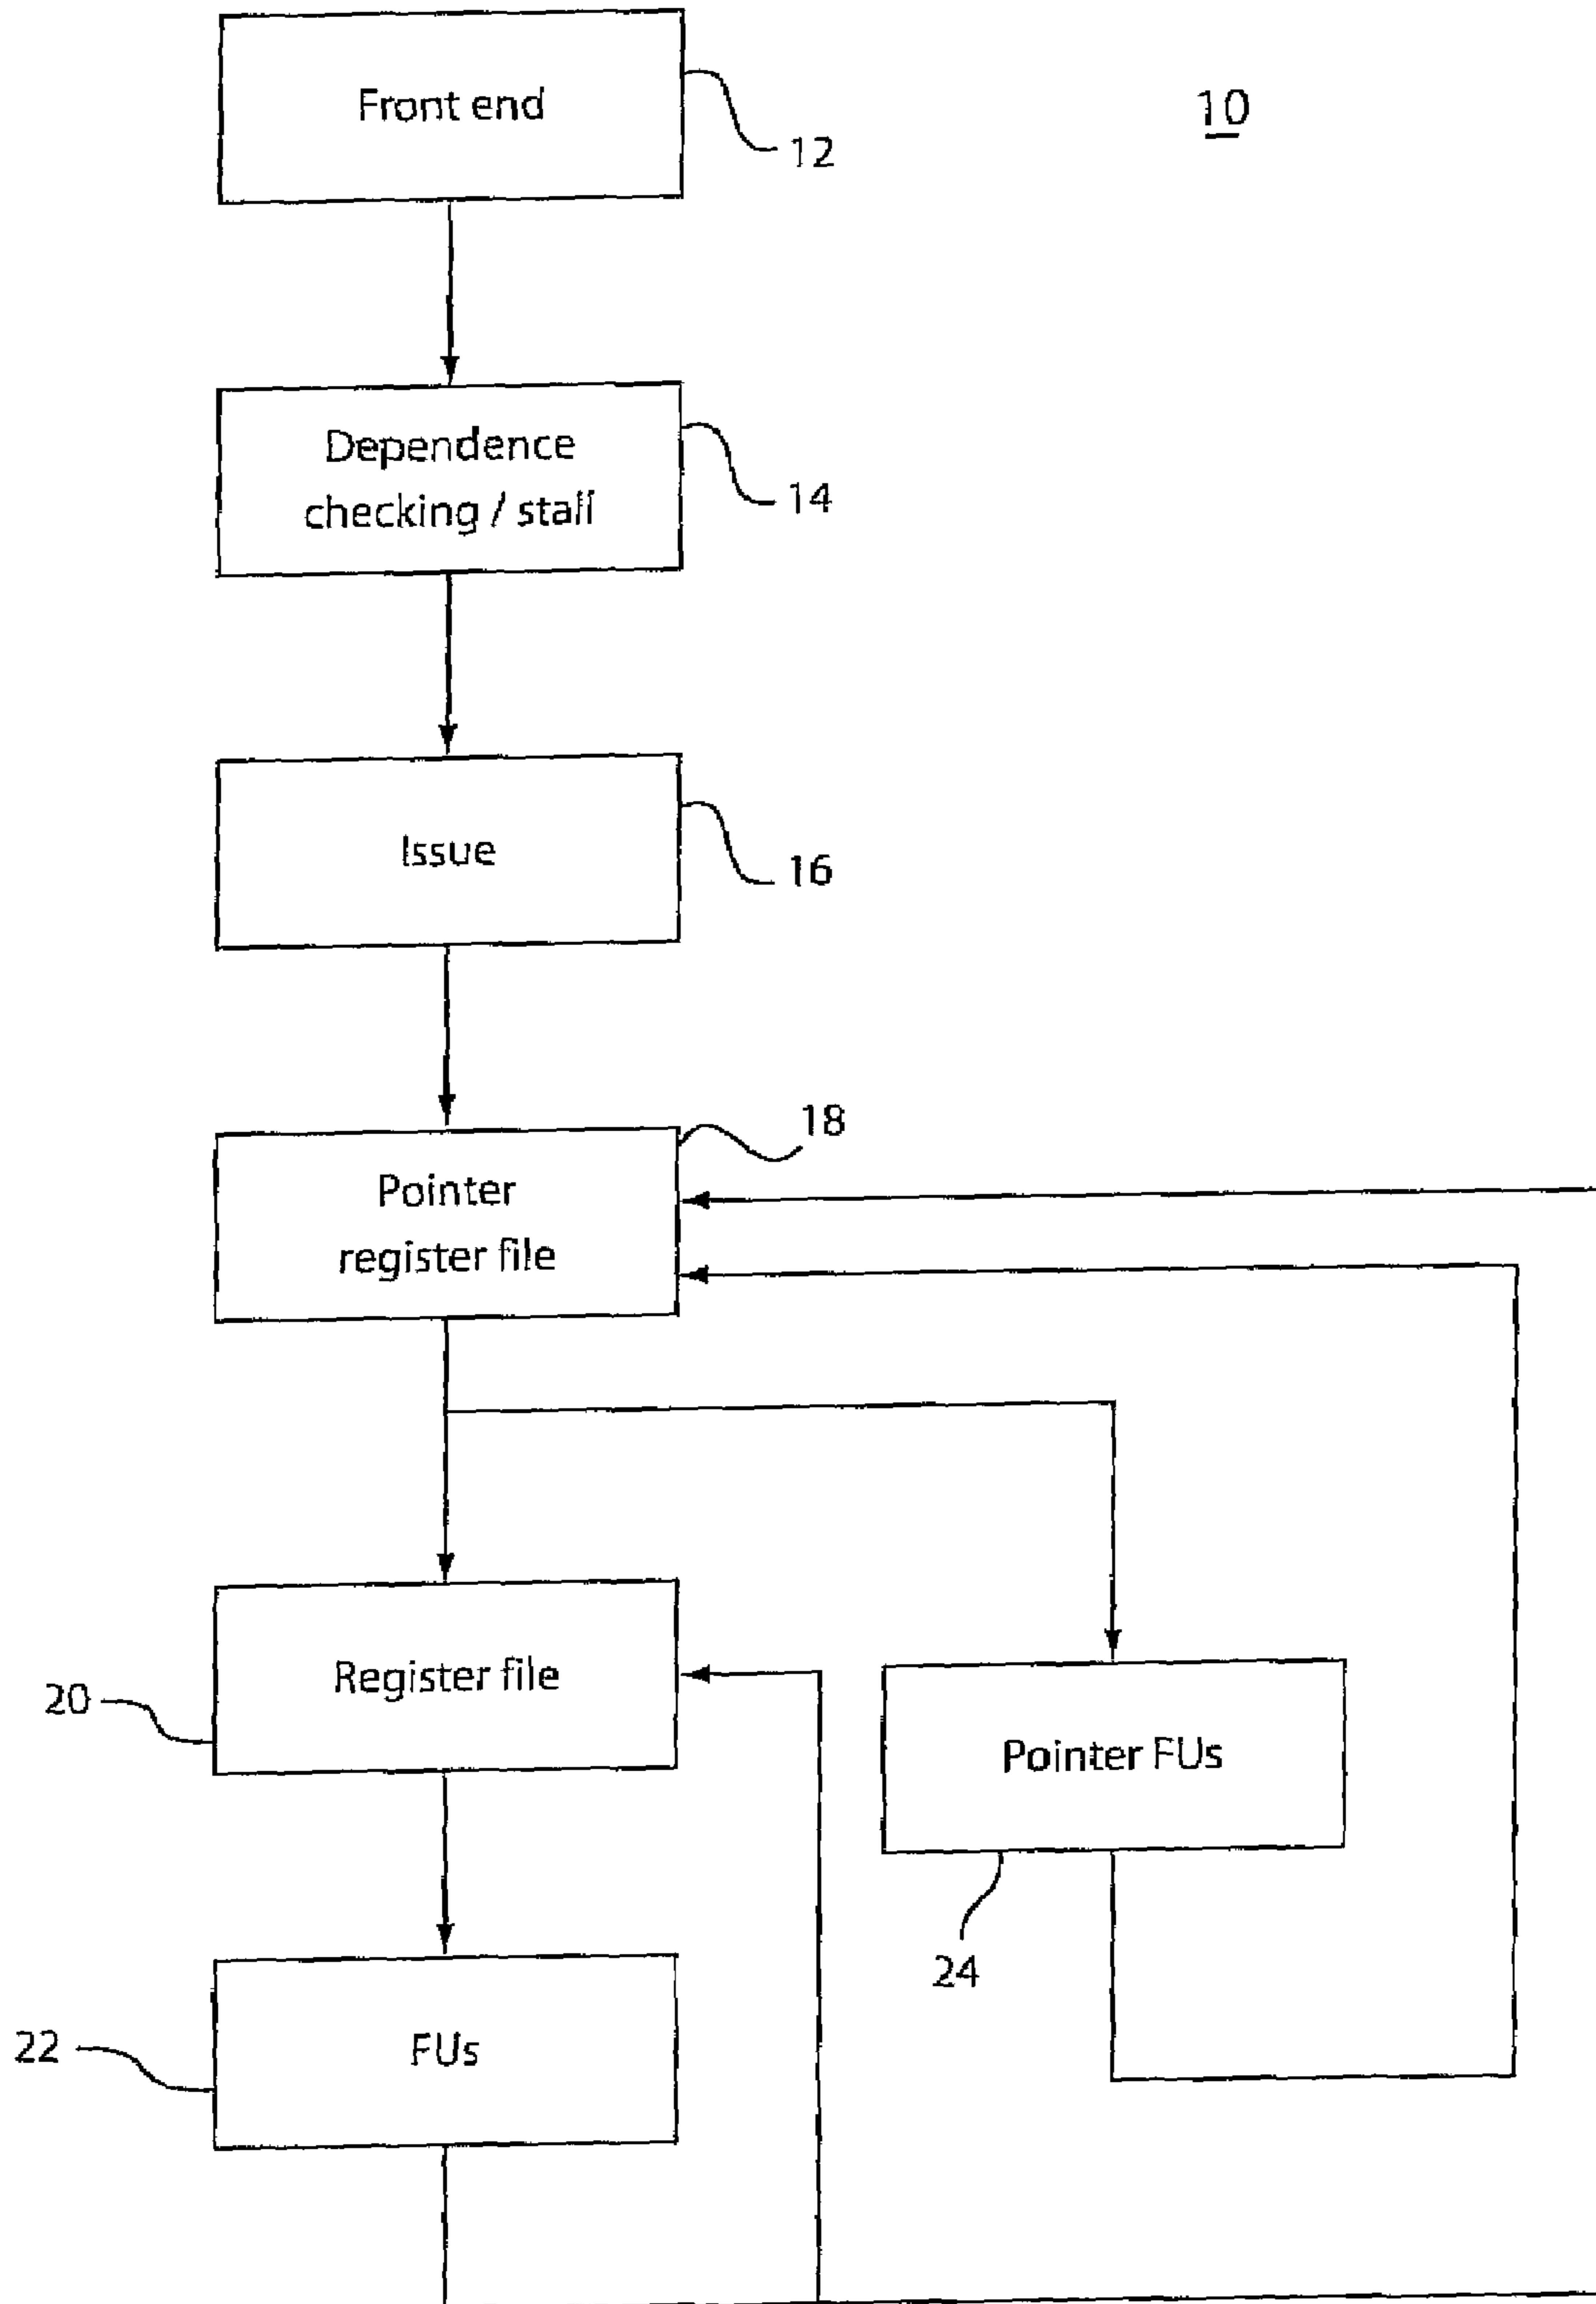 Front end
12
10
Dependence
checking / stall
14
Issue
16
18
Pointer
register file
20
Register file
Pointer FUs
24
22
FUs